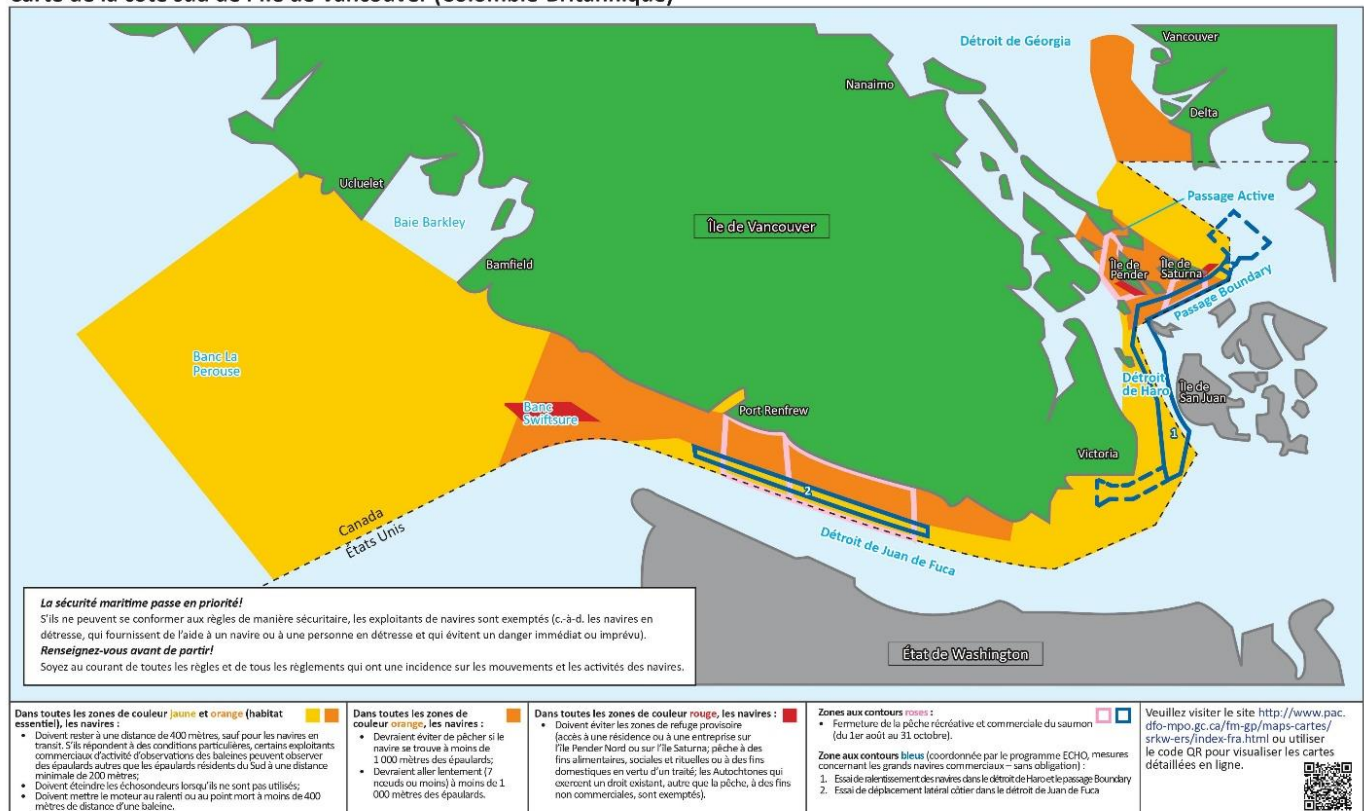 Carte de la côte sud de l'île de Vancouver (Colombie-Britannique)
Détroit de Géorgia
Vancouver
Nanaimo
Delta
Ucluelet
Passage Active
Baie Barkley
Île de Vancouver
Bamfield
Île de
Pender
Île de
Saturna
Passage Boundary
Banc La
Perouse
Détroit
de Haro
Île de
San Juan
Banc
Swiftsure
Port Renfrew
1
Victoria
2
Canada
États Unis
Détroit de Juan de Fuca
État de Washington
La sécurité maritime passe en priorité!
S'ils ne peuvent se conformer aux règles de manière sécuritaire, les exploitants de navires sont exemptés (c.-à-d. les navires en
détresse, qui fournissent de l'aide à un navire ou à une personne en détresse et qui évitent un danger immédiat ou imprévu).
Renseignez-vous avant de partir!
Soyez au courant de toutes les règles et de tous les règlements qui ont une incidence sur les mouvements et les activités des navires.
Dans toutes les zones de couleur jaune et orange (habitat
essentiel), les navires :
• Doivent rester à une distance de 400 mètres, sauf pour les navires en
transit. S'ils répondent à des conditions particulières, certains exploitants
commerciaux d'activité d'observations des baleines peuvent observer
des épaulards autres que les épaulards résidents du Sud à une distance
minimale de 200 mètres;
• Doivent éteindre les échosondeurs lorsqu'ils ne sont pas utilisés;
• Doivent mettre le moteur au ralenti ou au point mort à moins de 400
mètres de distance d'une baleine.
Dans toutes les zones de
couleur orange, les navires :
• Devraient éviter de pêcher si le
navire se trouve à moins de
1 000 mètres des épaulards;
• Devraient aller lentement (7
nœuds ou moins) à moins de 1
000 mètres des épaulards.
Dans toutes les zones de couleur rouge, les navires :
• Doivent éviter les zones de refuge provisoire
(accès à une résidence ou à une entreprise sur
l'île Pender Nord ou sur l'île Saturna; pêche à des
fins alimentaires, sociales et rituelles ou à des fins
domestiques en vertu d'un traité; les Autochtones qui
exercent un droit existant, autre que la pêche, à des fins
non commerciales, sont exemptés).
Zones aux contours roses :
• Fermeture de la pêche récréative et commerciale du saumon
(du 1er août au 31 octobre).
Zone aux contours bleus (coordonnée par le programme ECHO, mesures
concernant les grands navires commerciaux – sans obligation) :
1. Essai de ralentissement des navires dans le détroit de Haro et le passage Boundary
2. Essai de déplacement latéral côtier dans le détroit de Juan de Fuca
Veuillez visiter le site http://www.pac.
dfo-mpo.gc.ca/fm-gp/maps-cartes/
srkw-ers/index-fra.html ou utiliser
le code QR pour visualiser les cartes
détaillées en ligne.